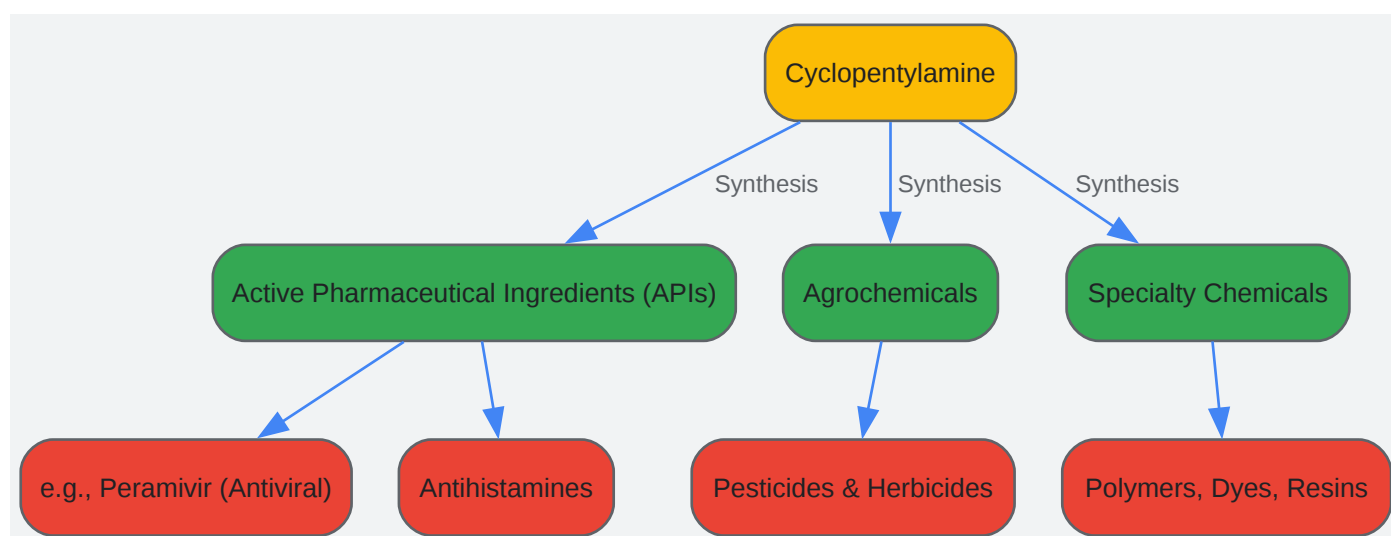 Cyclopentylamine
Synthesis
Synthesis
Synthesis
Active Pharmaceutical Ingredients (APIs)
Agrochemicals
Specialty Chemicals
e.g., Peramivir (Antiviral)
Antihistamines
Pesticides & Herbicides
Polymers, Dyes, Resins